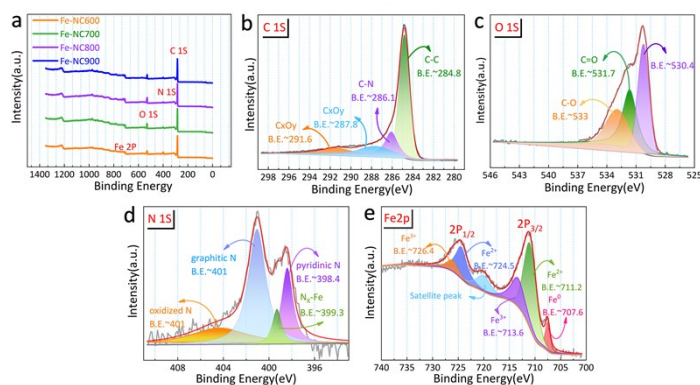 a
Fe-NC600
Fe-NC700
Fe-NC800
Fe-NC900
C 1S
N 1S
O 1S
Fe 2P
Intensity(a.u.)
1400 1200 1000 800 600 400 200 0
Binding Energy
b
C 1S
C-C
B.E.~284.8
C-N
B.E.~286.1
CxOy
B.E.~287.8
CxOy
B.E.~291.6
Intensity(a.u.)
298 296 294 292 290 288 286 284 282 280
Binding Energy(eV)
c
O 1S
C=O
B.E.~531.7
B.E.~530.4
C-O
B.E.~533
Intensity(a.u.)
546 543 540 537 534 531 528 525
Binding Energy(eV)
d
N 1S
graphitic N
B.E.~401
pyridinic N
B.E.~398.4
Nx-Fe
B.E.~399.3
oxidized N
B.E.~401
Intensity(a.u.)
408 404 400 396
Binding Energy(eV)
e
Fe2p
2P1/2
2P3/2
Fe3+
B.E.~726.4
Fe2+
B.E.~724.5
Satellite peak
Fe3+
B.E.~713.6
Fe2+
B.E.~711.2
Fe0
B.E.~707.6
Intensity(a.u.)
740 735 730 725 720 715 710 705 700
Binding Energy(eV)